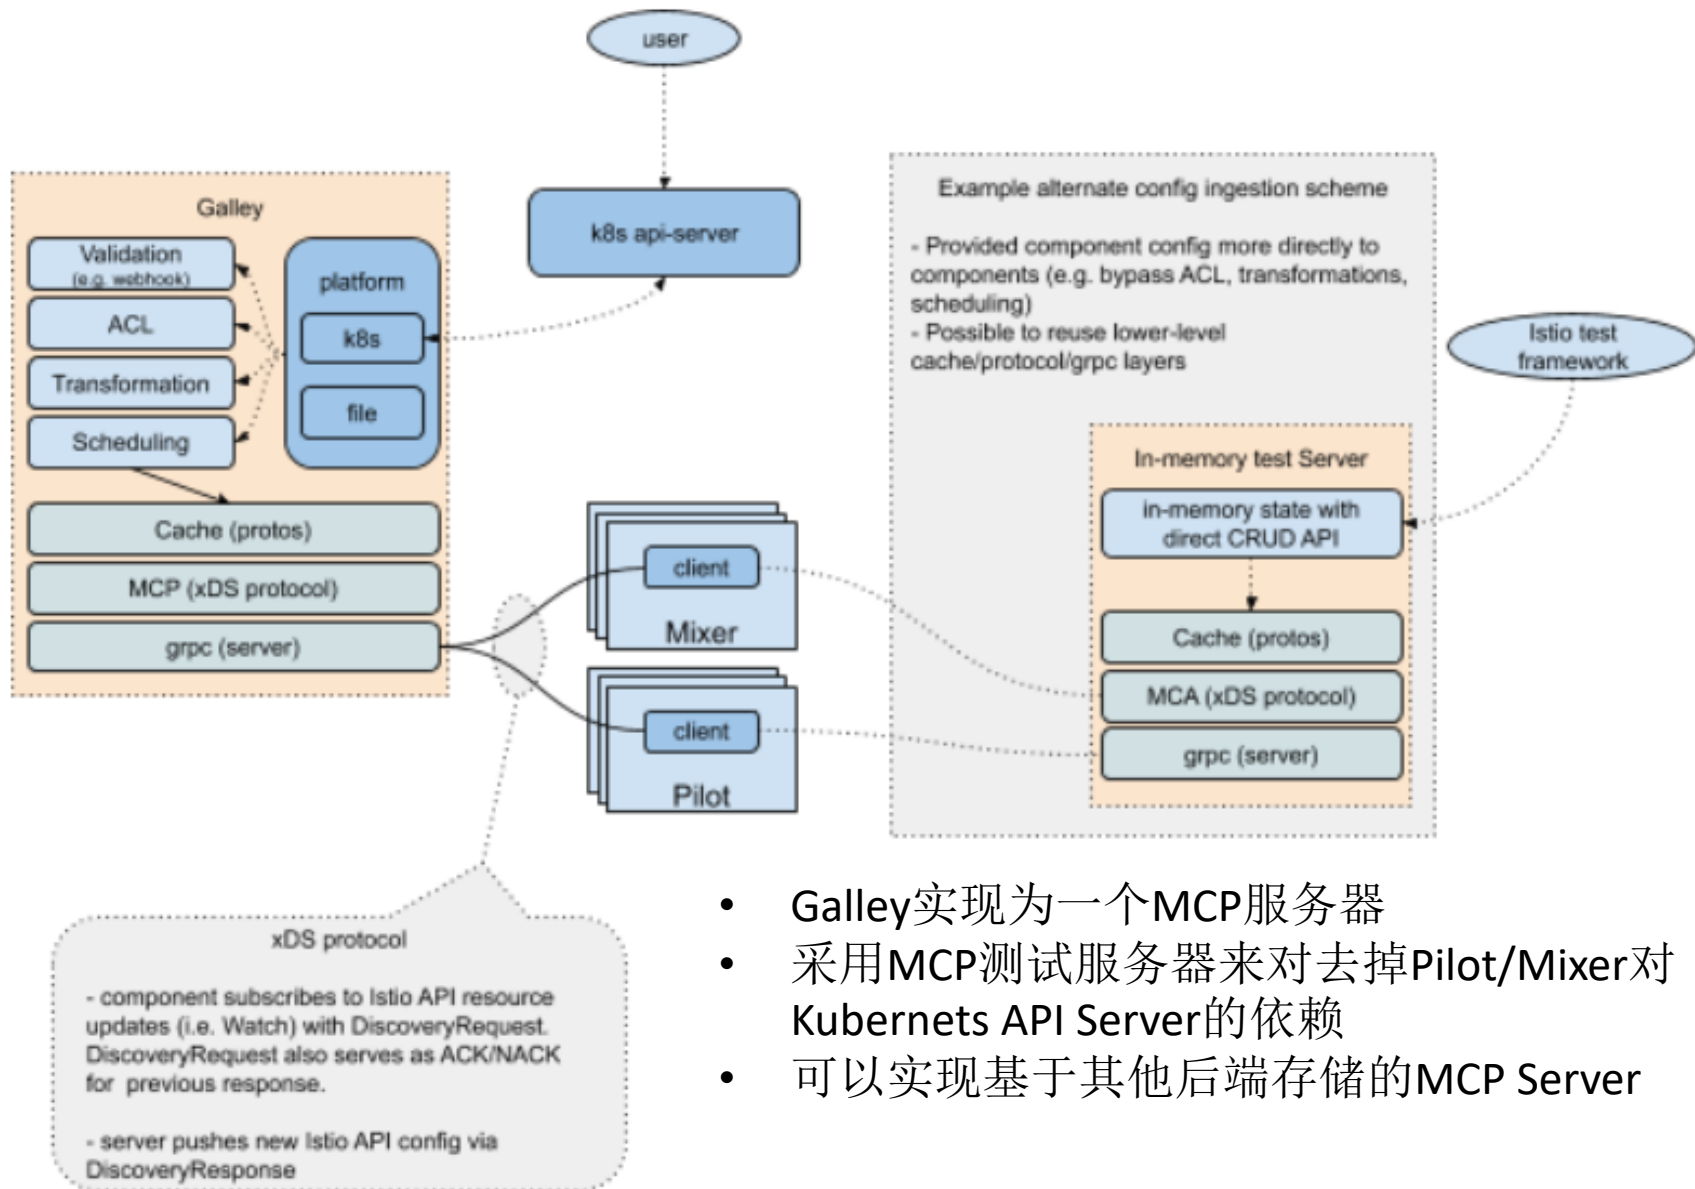 user
Galley
Validation
(e.g. webhook)
ACL
Transformation
Scheduling
platform
k8s
file
Cache (protos)
MCP (xDS protocol)
grpc (server)
k8s api-server
client
Mixer
client
Pilot
Example alternate config ingestion scheme
- Provided component config more directly to
components (e.g. bypass ACL, transformations,
scheduling)
- Possible to reuse lower-level
cache/protocol/grpc layers
Istio test
framework
In-memory test Server
in-memory state with
direct CRUD API
Cache (protos)
MCA (xDS protocol)
grpc (server)
xDS protocol
- component subscribes to Istio API resource
updates (i.e. Watch) with DiscoveryRequest.
DiscoveryRequest also serves as ACK/NACK
for previous response.
- server pushes new Istio API config via
DiscoveryResponse
• Galley实现为一个MCP服务器
• 采用MCP测试服务器来对去掉Pilot/Mixer对
Kubernets API Server的依赖
• 可以实现基于其他后端存储的MCP Server